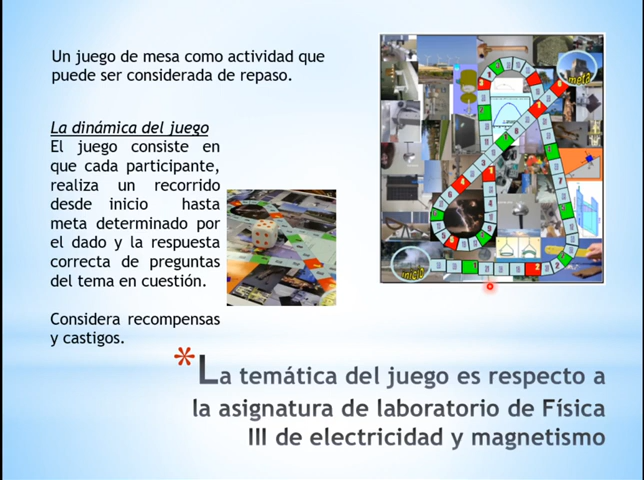 Un juego de mesa como actividad que
puede ser considerada de repaso.
La dinámica del juego
El juego consiste en
que cada participante,
realiza un recorrido
desde inicio hasta
meta determinado por
el dado y la respuesta
correcta de preguntas
del tema en cuestión.
Considera recompensas
y castigos.
meta
inicio
*La temática del juego es respecto a
la asignatura de laboratorio de Física
III de electricidad y magnetismo